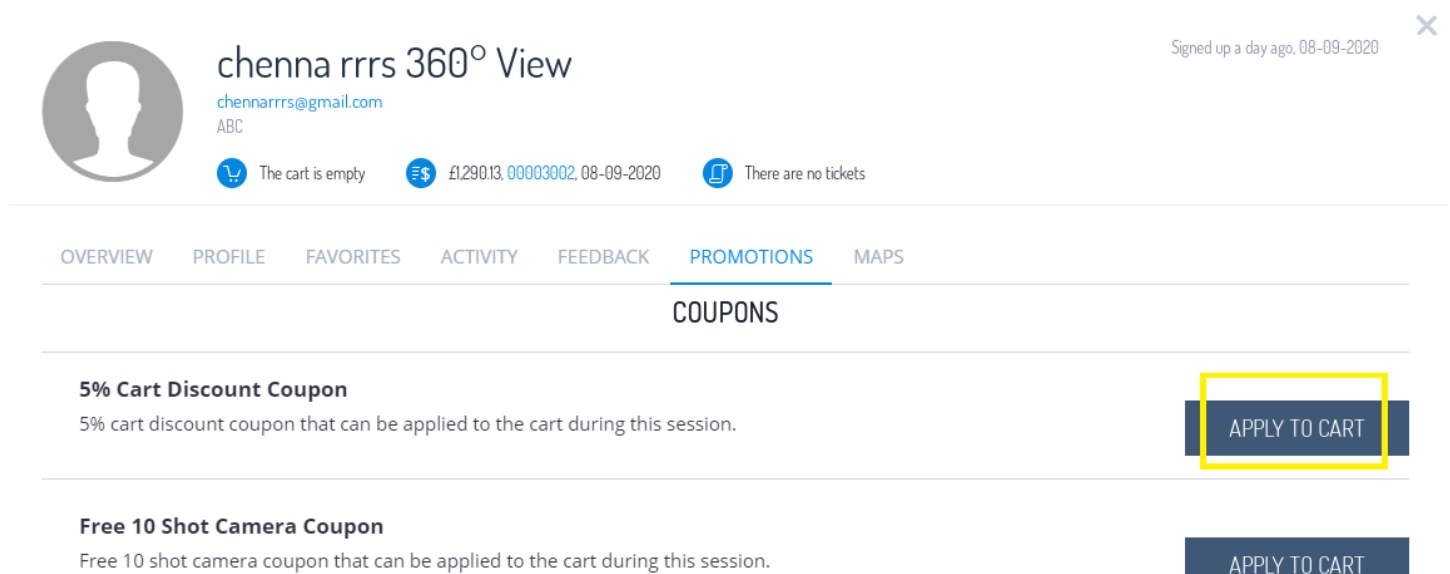 chenna rrrs 360° View
Signed up a day ago, 08-09-2020
chennarrrs@gmail.com
ABC
The cart is empty £1,290.13, 00003002, 08-09-2020 There are no tickets
OVERVIEW PROFILE FAVORITES ACTIVITY FEEDBACK PROMOTIONS MAPS
COUPONS
5% Cart Discount Coupon
5% cart discount coupon that can be applied to the cart during this session.
APPLY TO CART
Free 10 Shot Camera Coupon
Free 10 shot camera coupon that can be applied to the cart during this session.
APPLY TO CART